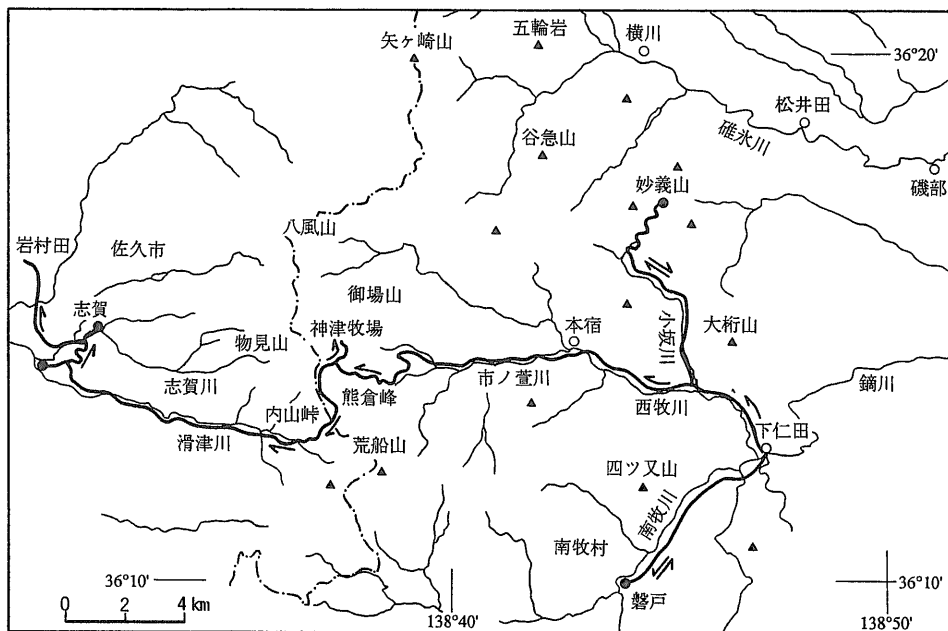 五輪岩
横川
矢ヶ崎山
36°20'
松井田
谷急山
碓氷川
妙義山
磯部
八風山
岩村田
佐久市
御場山
志賀
神津牧場
本宿
小坂川
大桁山
物見山
志賀川
熊倉峰
市ノ萱川
鏑川
内山峠
西牧川
下仁田
滑津川
荒船山
四ツ又山
南牧川
南牧村
36°10'
磐戸
36°10'
0 2 4 km
138°40'
138°50'